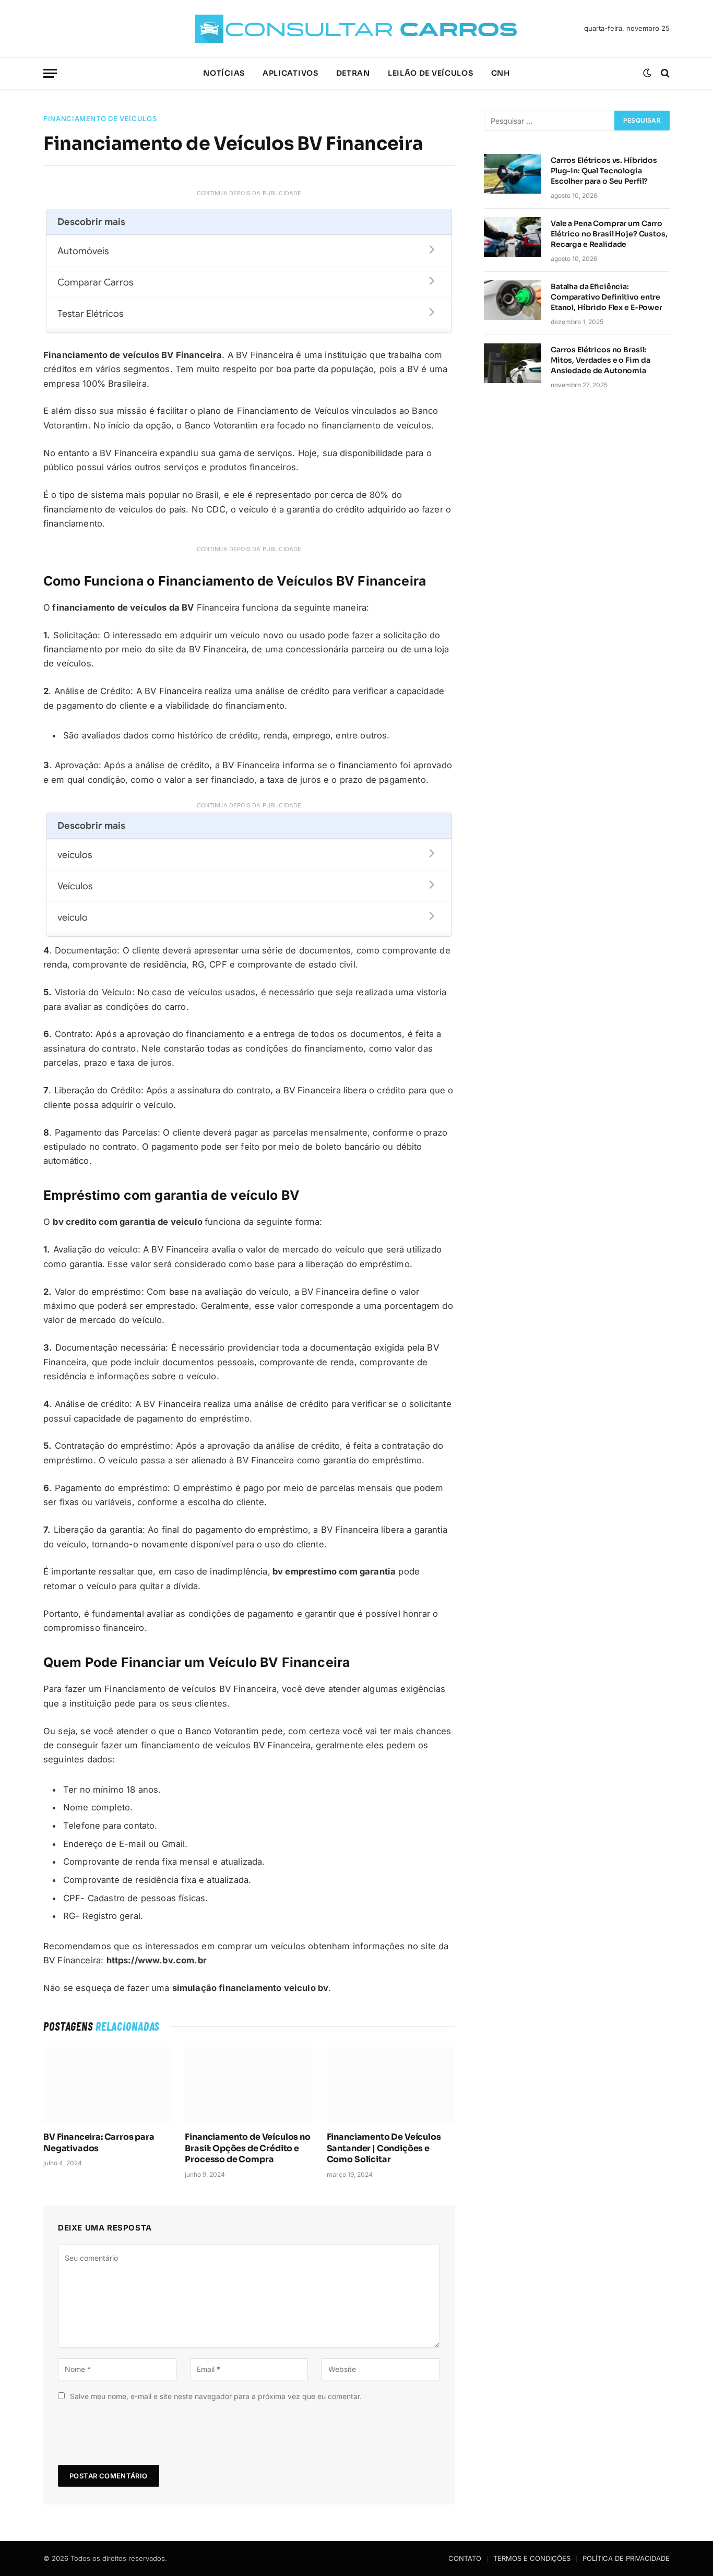 CONSULTAR CARROS
quarta-feira, novembro 25
NOTÍCIAS
APLICATIVOS
DETRAN
LEILÃO DE VEÍCULOS
CNH
FINANCIAMENTO DE VEÍCULOS
Financiamento de Veículos BV Financeira
CONTINUA DEPOIS DA PUBLICIDADE
Descobrir mais
Automóveis
Comparar Carros
Testar Elétricos
Financiamento de veículos BV Financeira. A BV Financeira é uma instituição que trabalha com
créditos em vários segmentos. Tem muito respeito por boa parte da população, pois a BV é uma
empresa 100% Brasileira.
E além disso sua missão é facilitar o plano de Financiamento de Veículos vinculados ao Banco
Votorantim. No início da opção, o Banco Votorantim era focado no financiamento de veículos.
No entanto a BV Financeira expandiu sua gama de serviços. Hoje, sua disponibilidade para o
público possui vários outros serviços e produtos financeiros.
É o tipo de sistema mais popular no Brasil, e ele é representado por cerca de 80% do
financiamento de veículos do país. No CDC, o veículo é a garantia do crédito adquirido ao fazer o
financiamento.
CONTINUA DEPOIS DA PUBLICIDADE
Como Funciona o Financiamento de Veículos BV Financeira
O financiamento de veículos da BV Financeira funciona da seguinte maneira:
1. Solicitação: O interessado em adquirir um veículo novo ou usado pode fazer a solicitação do
financiamento por meio do site da BV Financeira, de uma concessionária parceira ou de uma loja
de veículos.
2. Análise de Crédito: A BV Financeira realiza uma análise de crédito para verificar a capacidade
de pagamento do cliente e a viabilidade do financiamento.
• São avaliados dados como histórico de crédito, renda, emprego, entre outros.
3. Aprovação: Após a análise de crédito, a BV Financeira informa se o financiamento foi aprovado
e em qual condição, como o valor a ser financiado, a taxa de juros e o prazo de pagamento.
CONTINUA DEPOIS DA PUBLICIDADE
Descobrir mais
veículos
Veículos
veículo
4. Documentação: O cliente deverá apresentar uma série de documentos, como comprovante de
renda, comprovante de residência, RG, CPF e comprovante de estado civil.
5. Vistoria do Veículo: No caso de veículos usados, é necessário que seja realizada uma vistoria
para avaliar as condições do carro.
6. Contrato: Após a aprovação do financiamento e a entrega de todos os documentos, é feita a
assinatura do contrato. Nele constarão todas as condições do financiamento, como valor das
parcelas, prazo e taxa de juros.
7. Liberação do Crédito: Após a assinatura do contrato, a BV Financeira libera o crédito para que o
cliente possa adquirir o veículo.
8. Pagamento das Parcelas: O cliente deverá pagar as parcelas mensalmente, conforme o prazo
estipulado no contrato. O pagamento pode ser feito por meio de boleto bancário ou débito
automático.
Empréstimo com garantia de veículo BV
O bv credito com garantia de veiculo funciona da seguinte forma:
1. Avaliação do veículo: A BV Financeira avalia o valor de mercado do veículo que será utilizado
como garantia. Esse valor será considerado como base para a liberação do empréstimo.
2. Valor do empréstimo: Com base na avaliação do veículo, a BV Financeira define o valor
máximo que poderá ser emprestado. Geralmente, esse valor corresponde a uma porcentagem do
valor de mercado do veículo.
3. Documentação necessária: É necessário providenciar toda a documentação exigida pela BV
Financeira, que pode incluir documentos pessoais, comprovante de renda, comprovante de
residência e informações sobre o veículo.
4. Análise de crédito: A BV Financeira realiza uma análise de crédito para verificar se o solicitante
possui capacidade de pagamento do empréstimo.
5. Contratação do empréstimo: Após a aprovação da análise de crédito, é feita a contratação do
empréstimo. O veículo passa a ser alienado à BV Financeira como garantia do empréstimo.
6. Pagamento do empréstimo: O empréstimo é pago por meio de parcelas mensais que podem
ser fixas ou variáveis, conforme a escolha do cliente.
7. Liberação da garantia: Ao final do pagamento do empréstimo, a BV Financeira libera a garantia
do veículo, tornando-o novamente disponível para o uso do cliente.
É importante ressaltar que, em caso de inadimplência, bv emprestimo com garantia pode
retomar o veículo para quitar a dívida.
Portanto, é fundamental avaliar as condições de pagamento e garantir que é possível honrar o
compromisso financeiro.
Quem Pode Financiar um Veículo BV Financeira
Para fazer um Financiamento de veículos BV Financeira, você deve atender algumas exigências
que a instituição pede para os seus clientes.
Ou seja, se você atender o que o Banco Votorantim pede, com certeza você vai ter mais chances
de conseguir fazer um financiamento de veículos BV Financeira, geralmente eles pedem os
seguintes dados:
• Ter no mínimo 18 anos.
• Nome completo.
• Telefone para contato.
• Endereço de E-mail ou Gmail.
• Comprovante de renda fixa mensal e atualizada.
• Comprovante de residência fixa e atualizada.
• CPF- Cadastro de pessoas físicas.
• RG- Registro geral.
Recomendamos que os interessados em comprar um veículos obtenham informações no site da
BV Financeira: https://www.bv.com.br
Não se esqueça de fazer uma simulação financiamento veiculo bv.
POSTAGENS RELACIONADAS
BV Financeira: Carros para
Negativados
julho 4, 2024
Financiamento de Veículos no
Brasil: Opções de Crédito e
Processo de Compra
junho 9, 2024
Financiamento De Veículos
Santander | Condições e
Como Solicitar
março 19, 2024
DEIXE UMA RESPOSTA
Seu comentário
Nome *
Email *
Website
Salve meu nome, e-mail e site neste navegador para a próxima vez que eu comentar.
POSTAR COMENTÁRIO
Pesquisar ...
PESQUISAR
Carros Elétricos vs. Híbridos
Plug-in: Qual Tecnologia
Escolher para o Seu Perfil?
agosto 10, 2026
Vale a Pena Comprar um Carro
Elétrico no Brasil Hoje? Custos,
Recarga e Realidade
agosto 10, 2026
Batalha da Eficiência:
Comparativo Definitivo entre
Etanol, Híbrido Flex e E-Power
dezembro 1, 2025
Carros Elétricos no Brasil:
Mitos, Verdades e o Fim da
Ansiedade de Autonomia
novembro 27, 2025
© 2026 Todos os direitos reservados.
CONTATO
TERMOS E CONDIÇÕES
POLÍTICA DE PRIVACIDADE